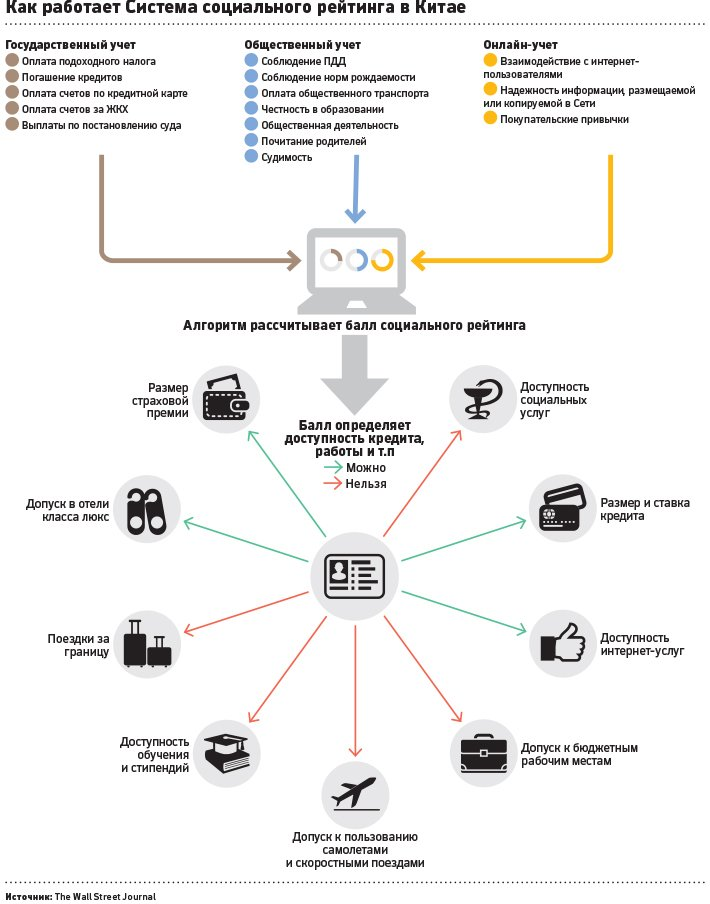 Как работает Система социального рейтинга в Китае
Государственный учет
Оплата подоходного налога
Погашение кредитов
Оплата счетов по кредитной карте
Оплата счетов за ЖКХ
Выплаты по постановлению суда
Общественный учет
Соблюдение ПДД
Соблюдение норм рождаемости
Оплата общественного транспорта
Честность в образовании
Общественная деятельность
Почитание родителей
Судимость
Онлайн-учет
Взаимодействие с интернет-
пользователями
Надежность информации, размещаемой
или копируемой в Сети
Покупательские привычки
Алгоритм рассчитывает балл социального рейтинга
Балл определяет
доступность кредита,
работы и т.п
Можно
Нельзя
Размер
страховой
премии
Доступность
социальных
услуг
Допуск в отели
класса люкс
Размер и ставка
кредита
Поездки за
границу
Доступность
интернет-услуг
Доступность
обучения
и стипендий
Допуск к бюджетным
рабочим местам
Допуск к пользованию
самолетами
и скоростными поездами
Источник: The Wall Street Journal